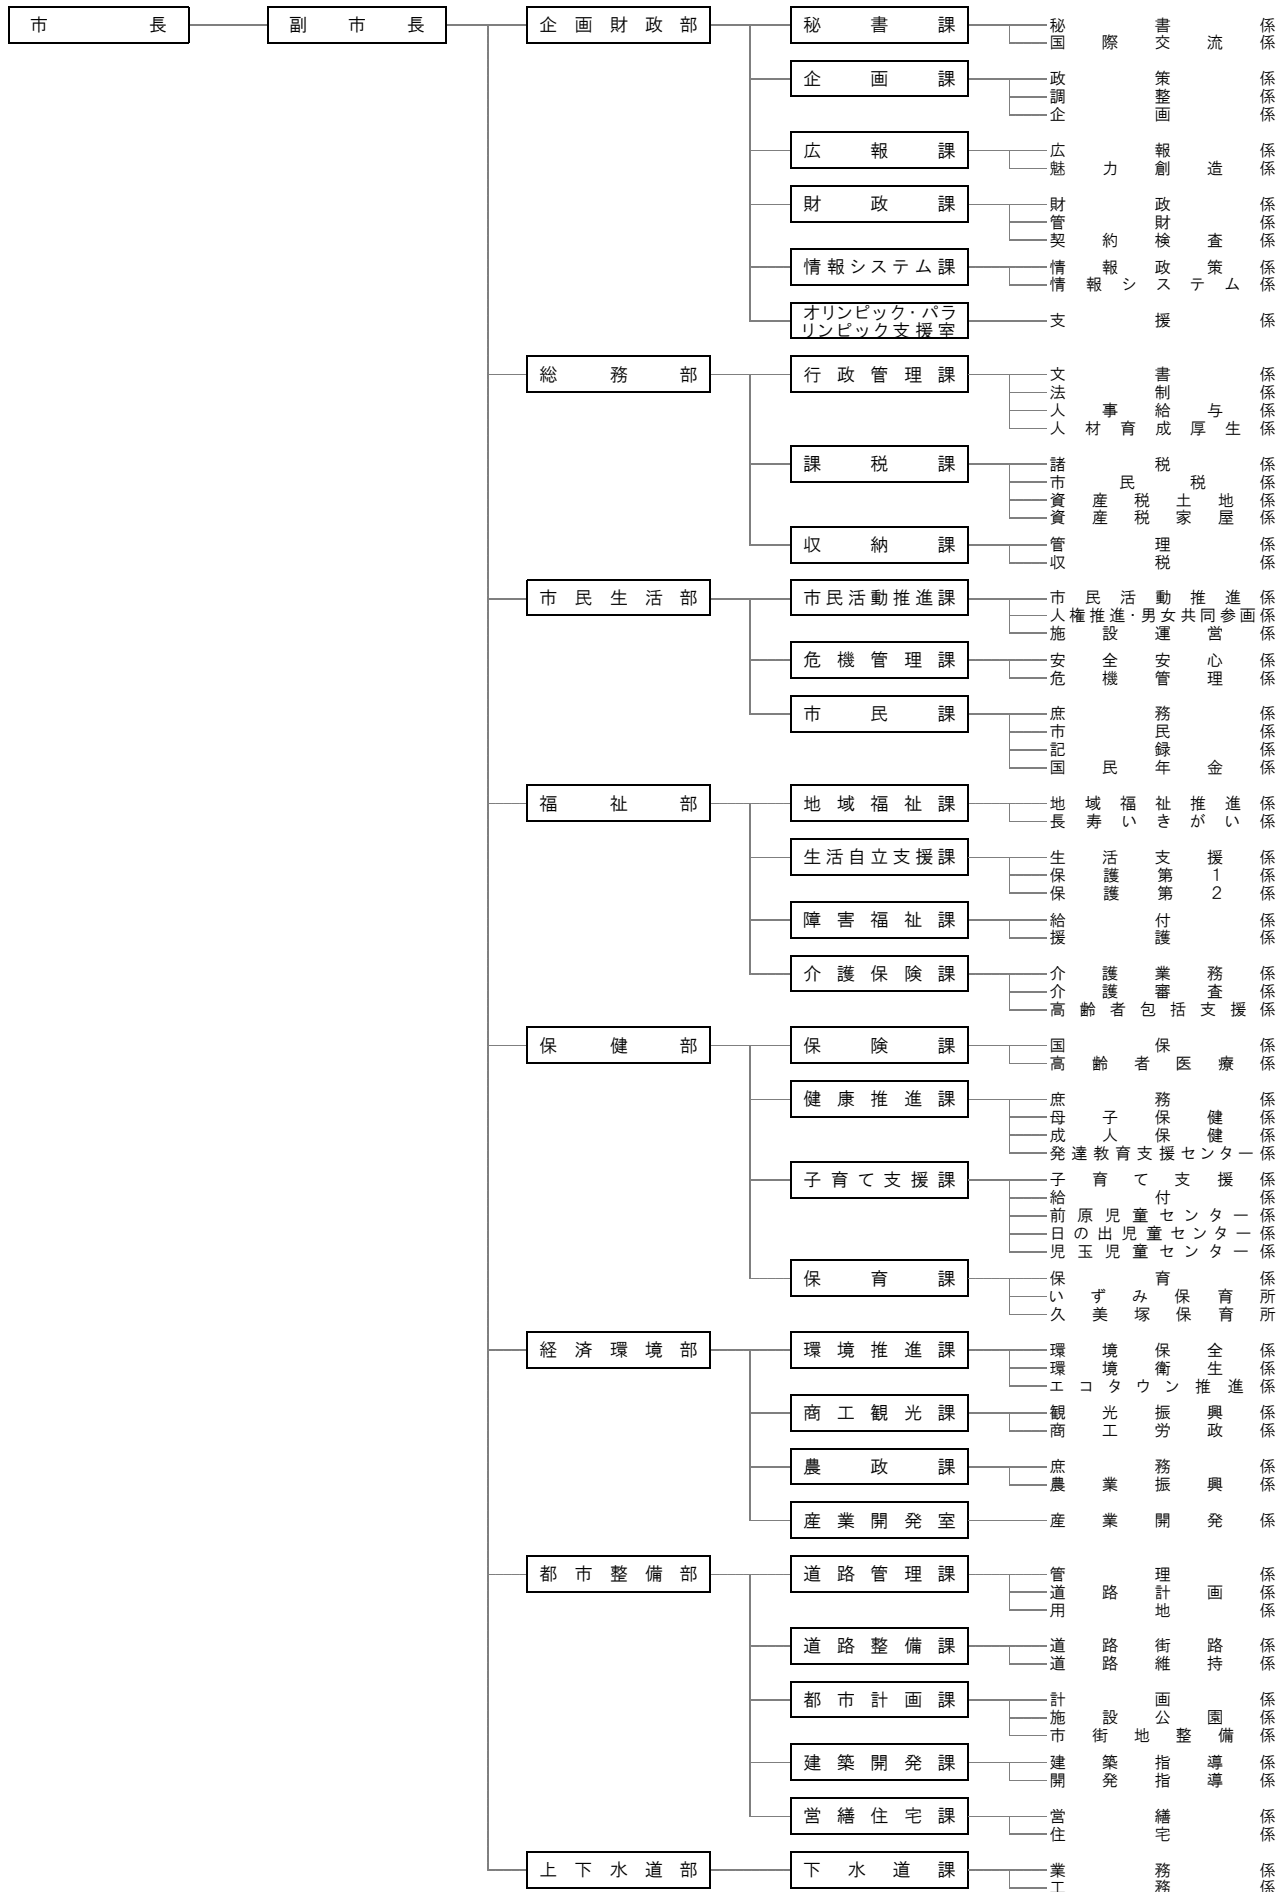 市長 副市長 企画財政部 秘書課 秘書係
国際交流係
企画課 政策係
調整係
企画係
広報課 広報係
魅力創造係
財政課 財政係
管財係
契約検査係
情報システム課 情報政策係
情報システム係
オリンピック・パラ
リンピック支援室 支援係
総務部 行政管理課 文書係
法制係
人事給与係
人材育成厚生係
課税課 諸税係
市民税係
資産税土地係
資産税家屋係
収納課 管理係
収税係
市民生活部 市民活動推進課 市民活動推進係
人権推進・男女共同参画係
施設運営係
危機管理課 安全安心係
危機管理係
市民課 庶務係
市民係
記録係
国民年金係
福祉部 地域福祉課 地域福祉推進係
長寿いきがい係
生活自立支援課 生活支援係
保護第1係
保護第2係
障害福祉課 給付係
援護係
介護保険課 介護業務係
介護審査係
高齢者包括支援係
保健部 保険課 国保係
高齢者医療係
健康推進課 庶務係
母子保健係
成人保健係
発達教育支援センター係
子育て支援課 子育て支援係
給付係
前原児童センター係
日の出児童センター係
児玉児童センター係
保育課 保育係
いずみ保育所
久美塚保育所
経済環境部 環境推進課 環境保全係
環境衛生係
エコタウン推進係
商工観光課 観光振興係
商工労政係
農政課 庶務係
農業振興係
産業開発室 産業開発係
都市整備部 道路管理課 管理係
道路計画係
用地係
道路整備課 道路街路係
道路維持係
都市計画課 計画係
施設公園係
市街地整備係
建築開発課 建築指導係
開発指導係
営繕住宅課 営繕係
住宅係
上下水道部 下水道課 業務係
工務係